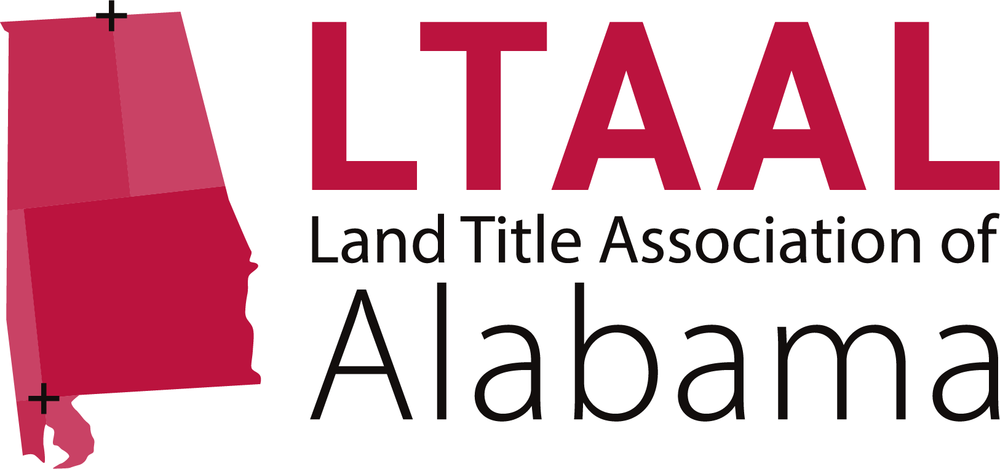 LTAAL
Land Title Association of
Alabama